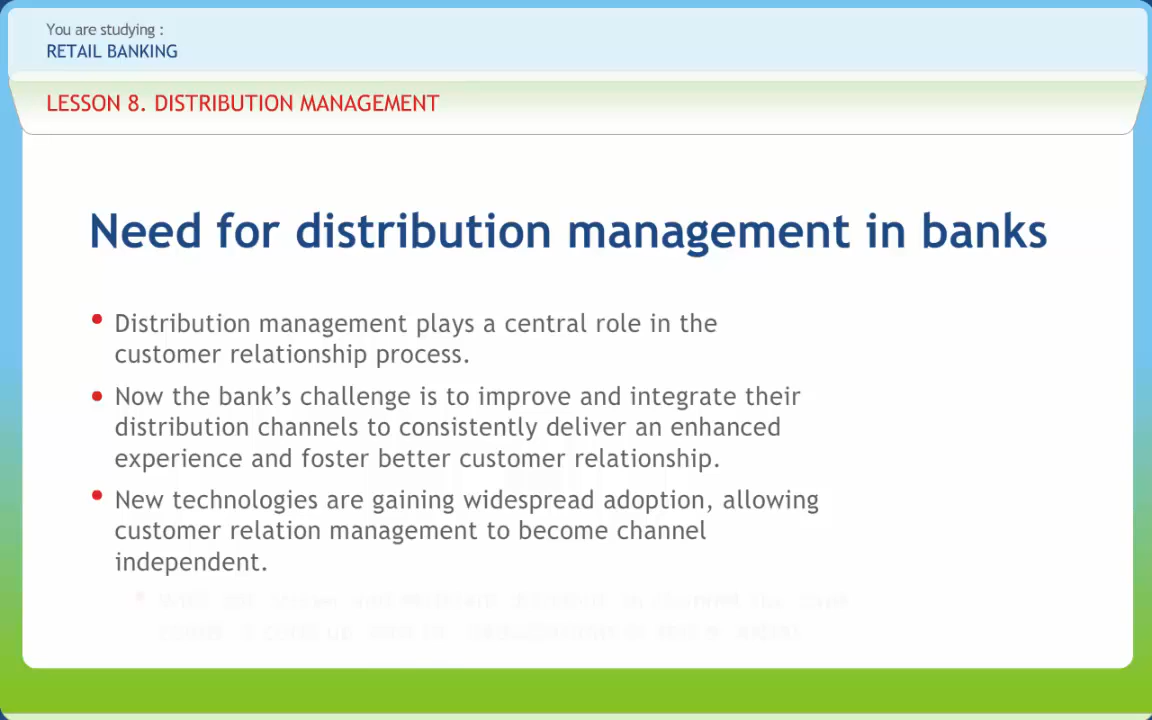 You are studying :
RETAIL BANKING
LESSON 8. DISTRIBUTION MANAGEMENT
Need for distribution management in banks
• Distribution management plays a central role in the
customer relationship process.
• Now the bank’s challenge is to improve and integrate their
distribution channels to consistently deliver an enhanced
experience and foster better customer relationship.
• New technologies are gaining widespread adoption, allowing
customer relation management to become channel
independent.